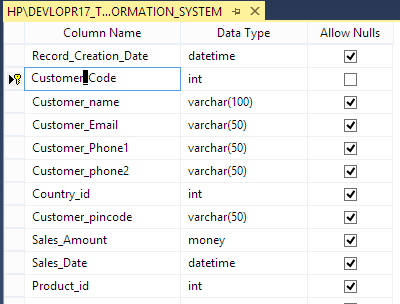 HP\DEVLOPR17_T...ORMATION_SYSTEM
Column Name Data Type Allow Nulls
Record_Creation_Date datetime
Customer_Code int
Customer_name varchar(100)
Customer_Email varchar(50)
Customer_Phone1 varchar(50)
Customer_phone2 varchar(50)
Country_id int
Customer_pincode varchar(50)
Sales_Amount money
Sales_Date datetime
Product_id int